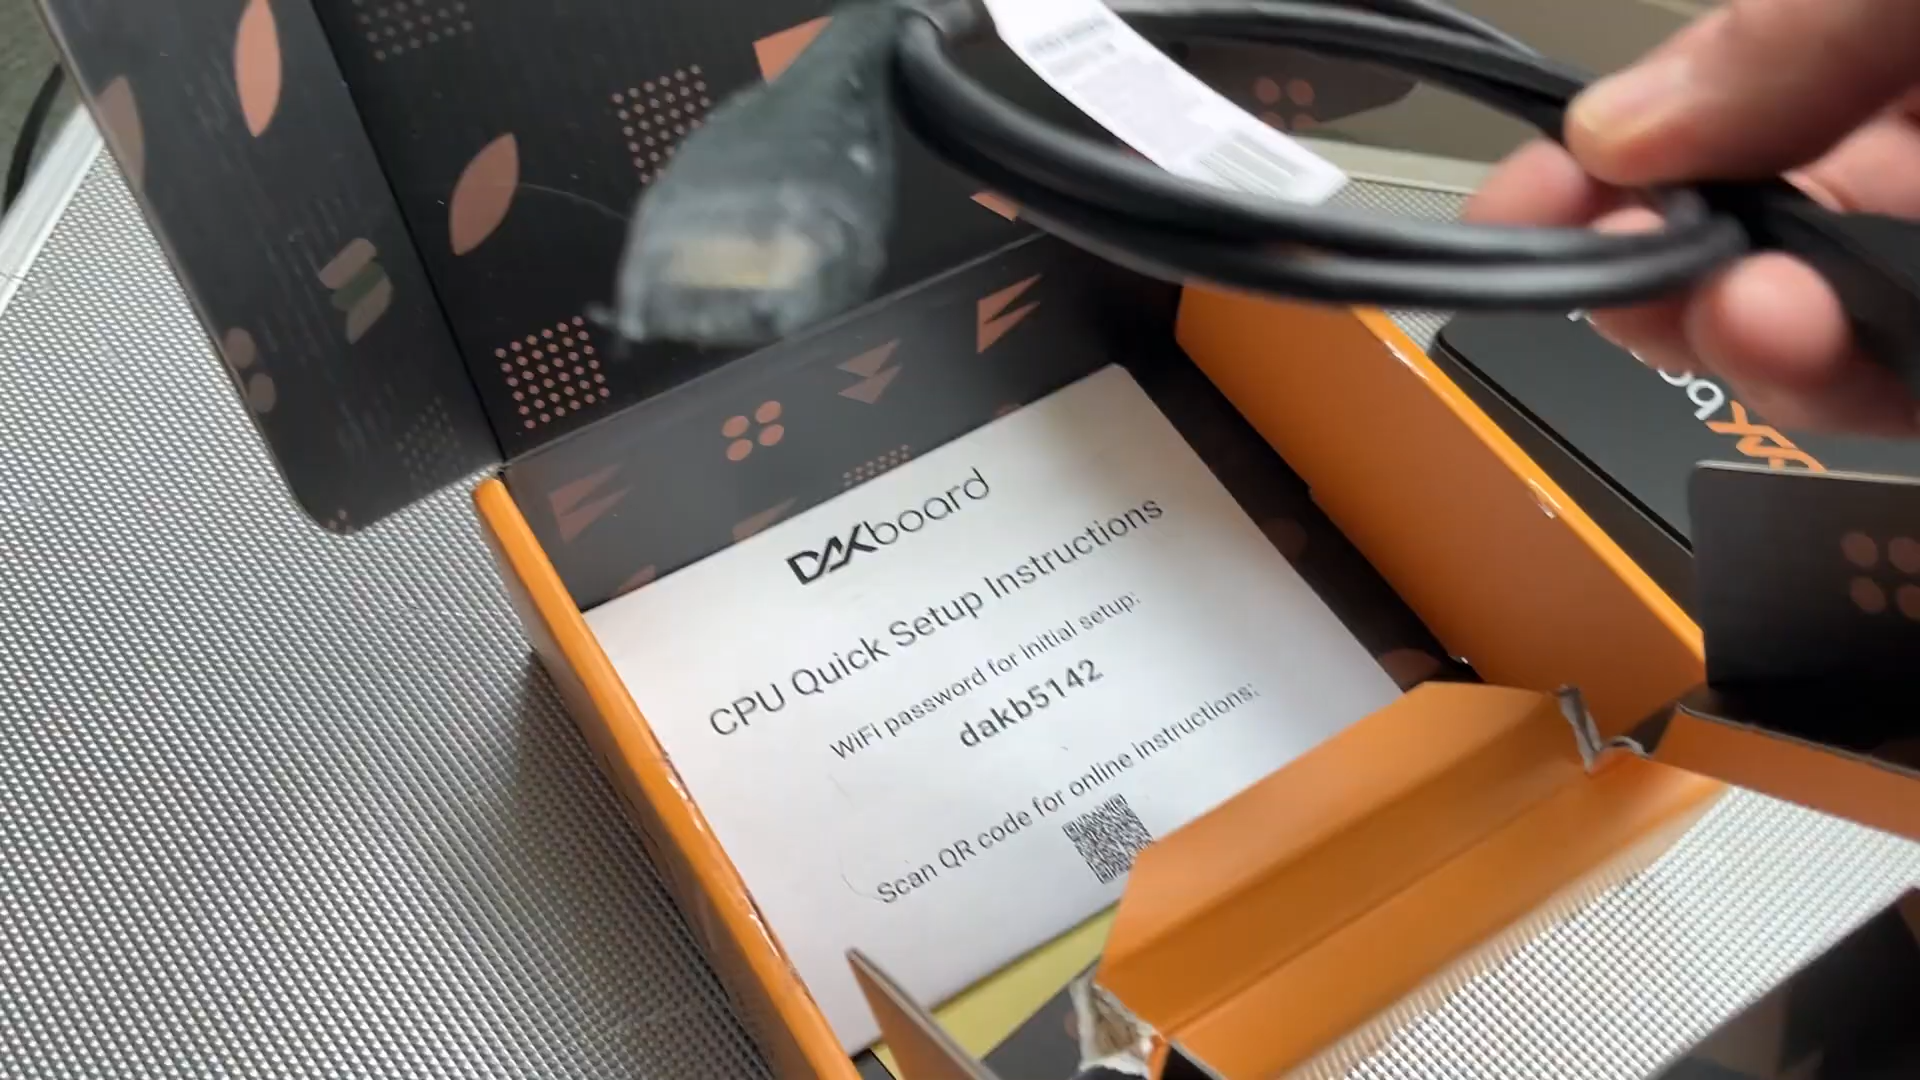 DAKboard
CPU Quick Setup Instructions
WiFi password for initial setup:
dakb5142
Scan QR code for online instructions: